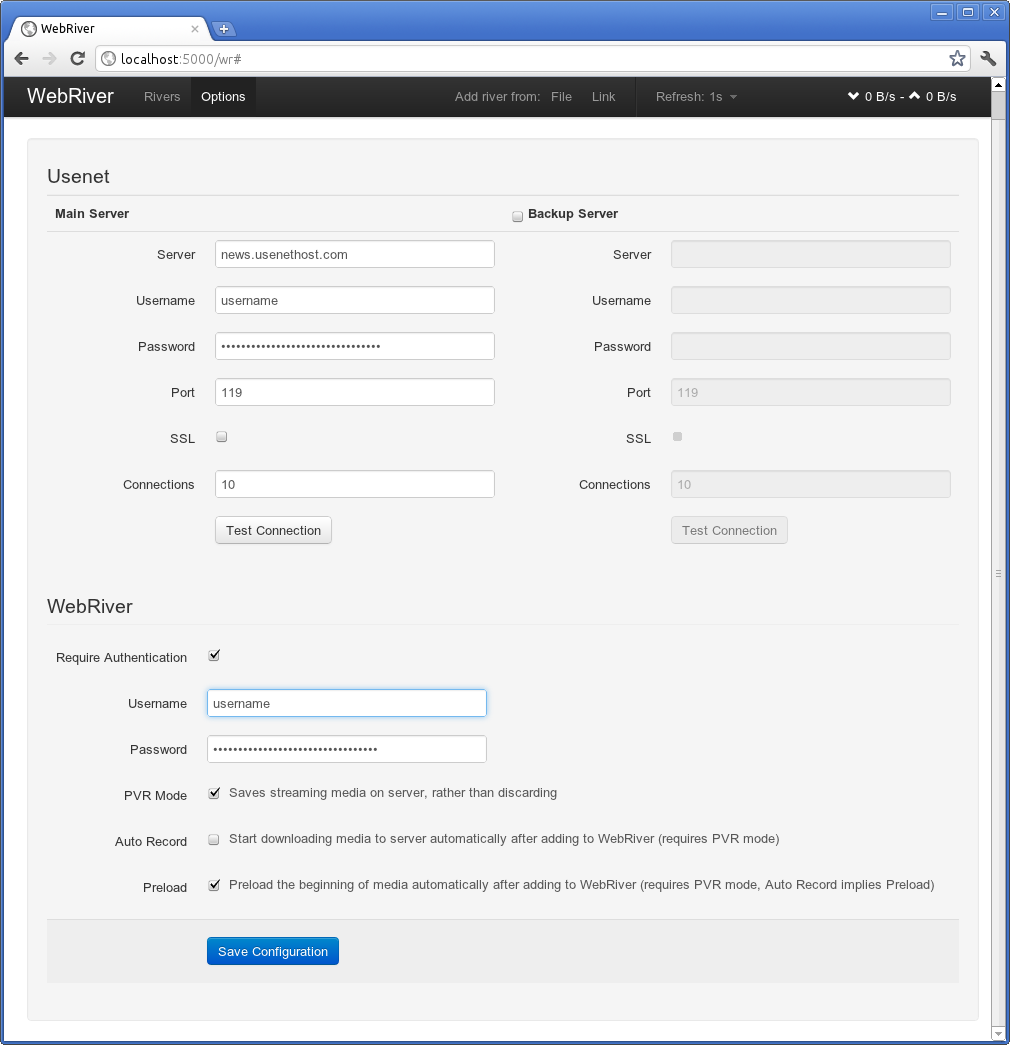 WebRiver
localhost:5000/wr#
WebRiver Rivers Options Add river from: File Link Refresh: 1s 0 B/s - 0 B/s
Usenet
Main Server Backup Server
Server news.usenethost.com Server
Username username Username
Password •••••••••••••••••••••••••••••••• Password
Port 119 Port 119
SSL SSL
Connections 10 Connections 10
Test Connection Test Connection
WebRiver
Require Authentication
Username username
Password •••••••••••••••••••••••••••••••••
PVR Mode Saves streaming media on server, rather than discarding
Auto Record Start downloading media to server automatically after adding to WebRiver (requires PVR mode)
Preload Preload the beginning of media automatically after adding to WebRiver (requires PVR mode, Auto Record implies Preload)
Save Configuration